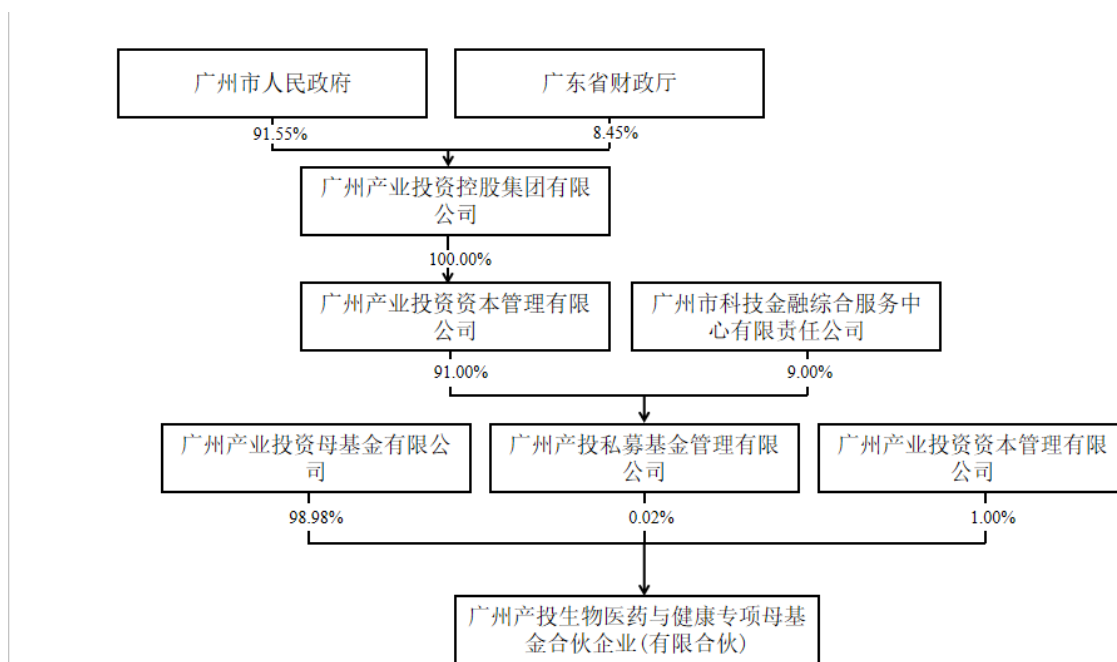 广州市人民政府
广东省财政厅
91.55%
8.45%
广州产业投资控股集团有限
公司
100.00%
广州产业投资资本管理有限
公司
广州市科技金融综合服务中
心有限责任公司
91.00%
9.00%
广州产业投资母基金有限公
司
广州产投私募基金管理有限
公司
广州产业投资资本管理有限
公司
98.98%
0.02%
1.00%
广州产投生物医药与健康专项母基
金合伙企业(有限合伙)